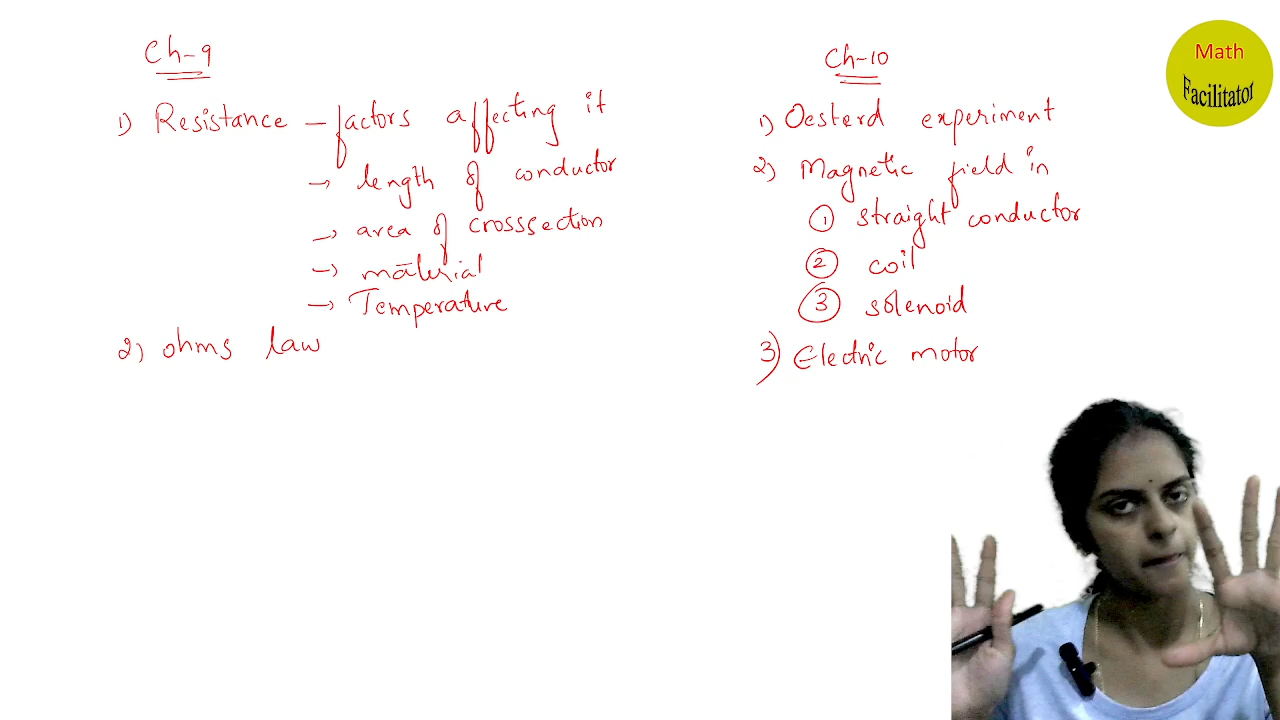 Ch-9
1) Resistance - factors affecting it
→ length of conductor
→ area of crosssection
→ material
→ Temperature
2) ohms law
Ch-10
1) Oesterd experiment
2) Magnetic field in
① straight conductor
② coil
③ solenoid
3) Electric motor
Math
Facilitator